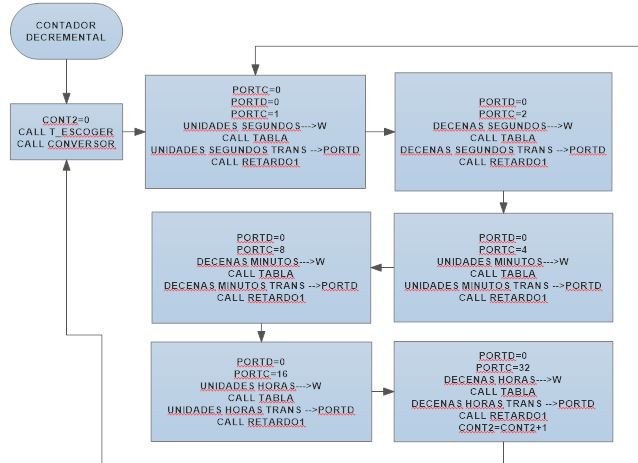 CONTADOR
DECREMENTAL
CONT2=0
CALL T_ESCOGER
CALL CONVERSOR
PORTC=0
PORTD=0
PORTC=1
UNIDADES SEGUNDOS--->W
CALL TABLA
UNIDADES SEGUNDOS TRANS -->PORTD
CALL RETARDO1
PORTD=0
PORTC=2
DECENAS SEGUNDOS--->W
CALL TABLA
DECENAS SEGUNDOS TRANS -->PORTD
CALL RETARDO1
PORTD=0
PORTC=4
UNIDADES MINUTOS--->W
CALL TABLA
UNIDADES MINUTOS TRANS -->PORTD
CALL RETARDO1
PORTD=0
PORTC=8
DECENAS MINUTOS--->W
CALL TABLA
DECENAS MINUTOS TRANS -->PORTD
CALL RETARDO1
PORTD=0
PORTC=16
UNIDADES HORAS--->W
CALL TABLA
UNIDADES HORAS TRANS -->PORTD
CALL RETARDO1
PORTD=0
PORTC=32
DECENAS HORAS--->W
CALL TABLA
DECENAS HORAS TRANS -->PORTD
CALL RETARDO1
CONT2=CONT2+1